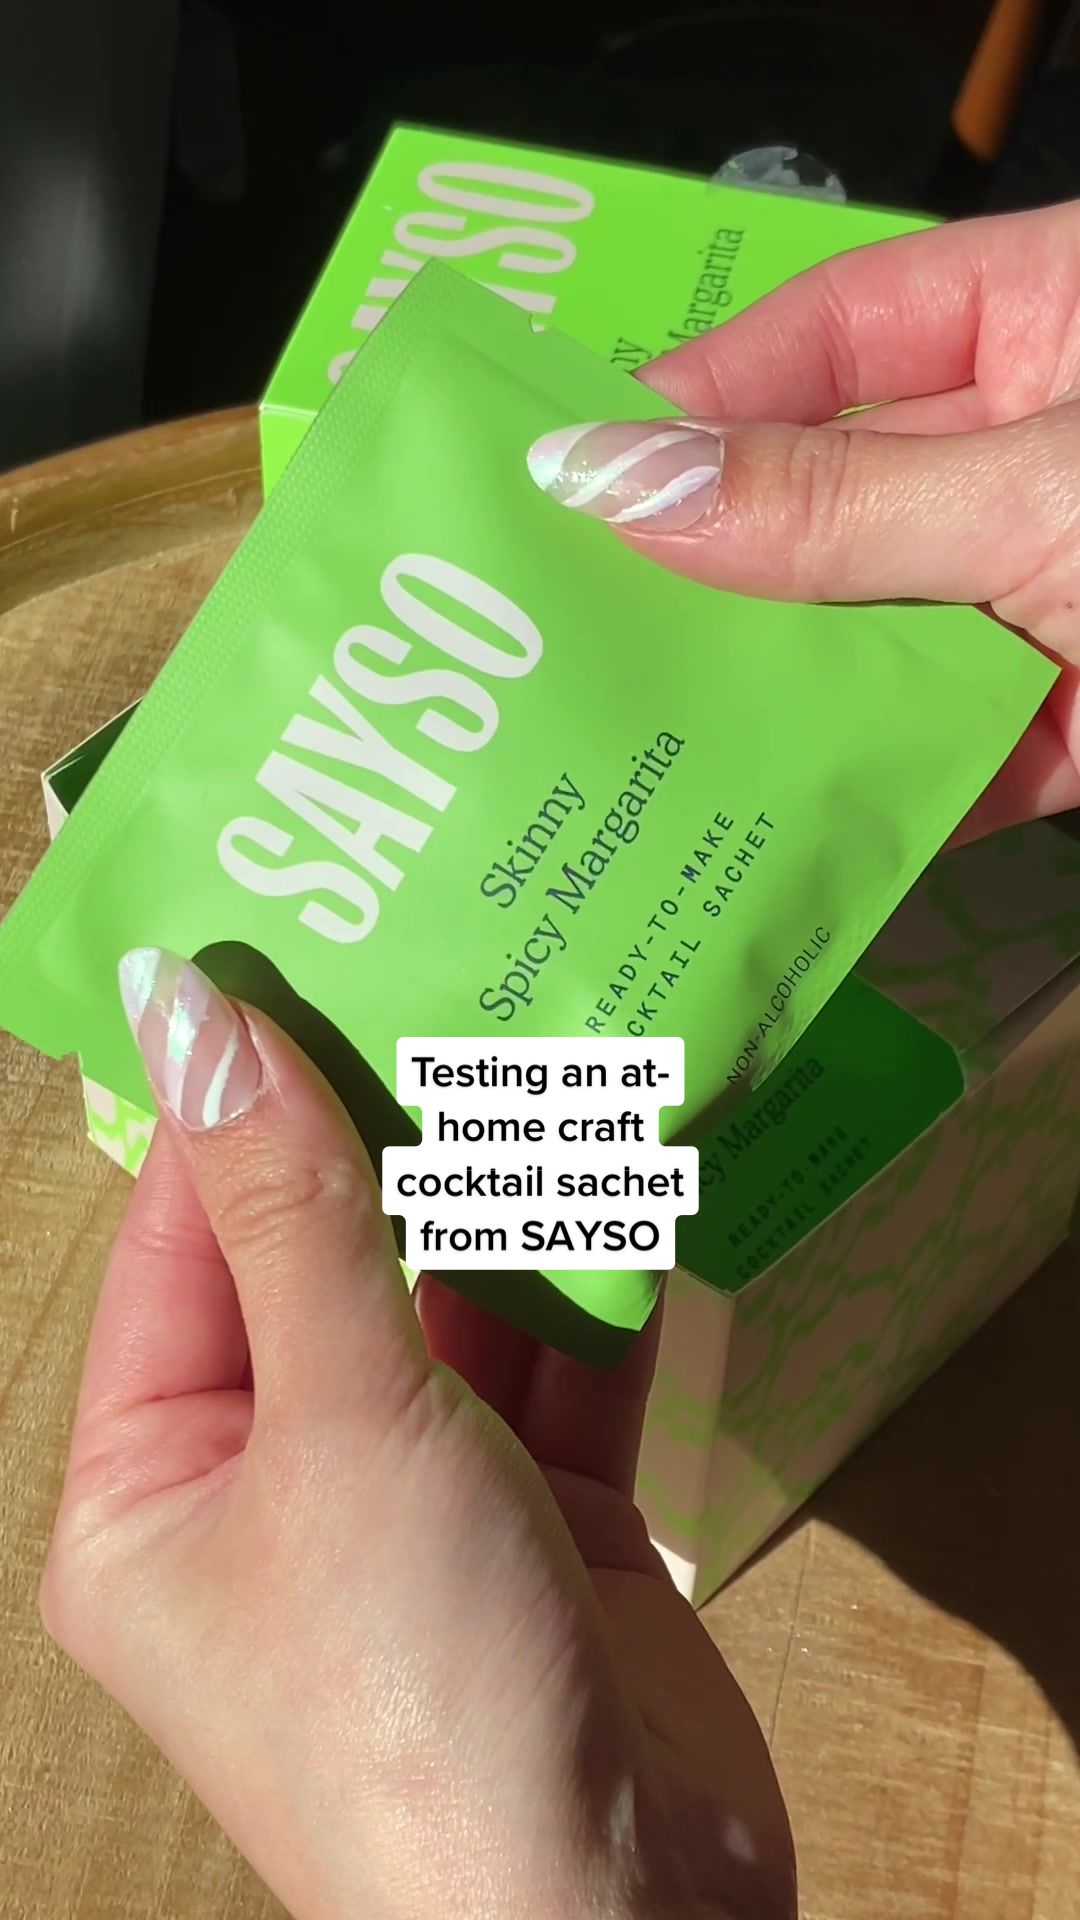 SAYSO
Margarita
SAYSO
Skinny
Spicy Margarita
READY-TO-MAKE
SACHET
NON-ALCOHOLIC
Testing an at-
home craft
cocktail sachet
from SAYSO
Margarita
READY-TO-MAKE
COCKTAIL SACHET